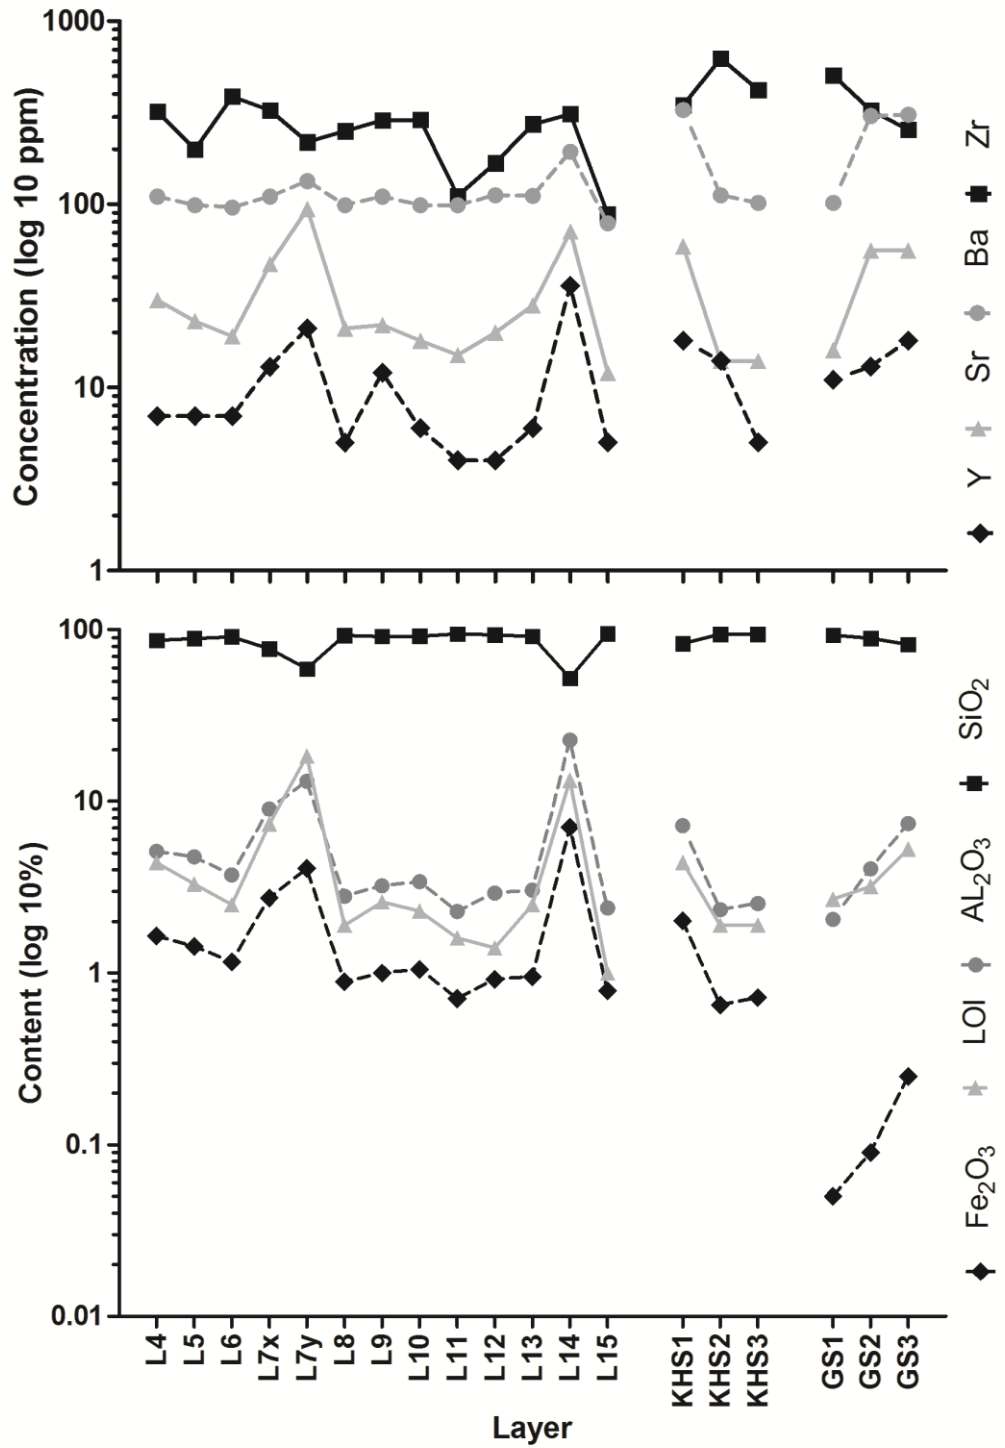 1000
100
10
1
Concentration (log 10 ppm)
Zr
Ba
Sr
Y
100
10
1
0.1
0.01
Content (log 10%)
SiO₂
AL₂O₃
LOI
Fe₂O₃
L4
L5
L6
L7x
L7y
L8
L9
L10
L11
L12
L13
L14
L15
KHS1
KHS2
KHS3
GS1
GS2
GS3
Layer